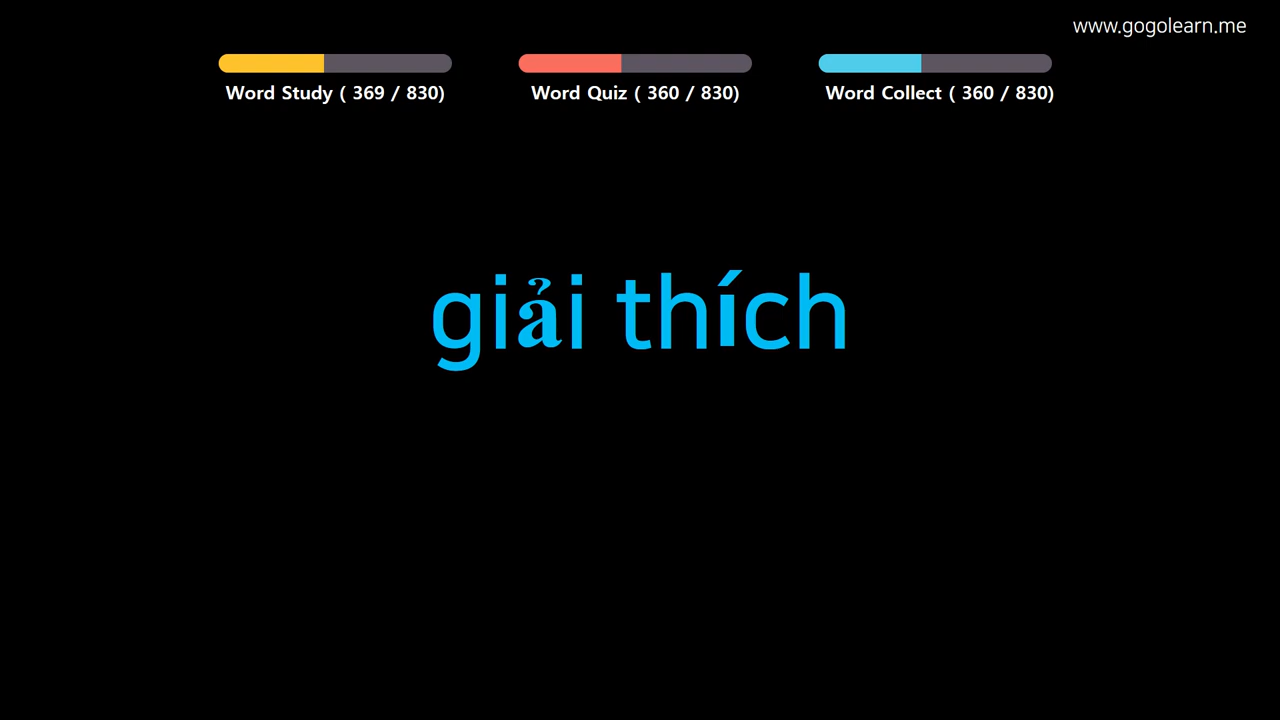 www.gogolearn.me
Word Study ( 369 / 830)
Word Quiz ( 360 / 830)
Word Collect ( 360 / 830)
giải thích